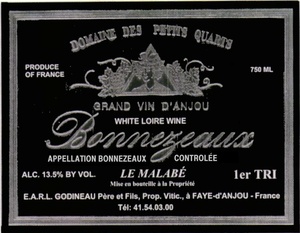 DOMAINE DES PETITS QUARTS
PRODUCE OF FRANCE
750 ML
GRAND VIN D'ANJOU
WHITE LOIRE WINE
Bonnezeaux
APPELLATION BONNEZEAUX CONTROLÉE
ALC. 13.5% BY VOL. LE MALABÉ 1er TRI
Mise en bouteille à la Propriété
E.A.R.L. GODINEAU Père et Fils, Prop. Vitic., à FAYE-d'ANJOU - France
Tél: 41.54.03.00